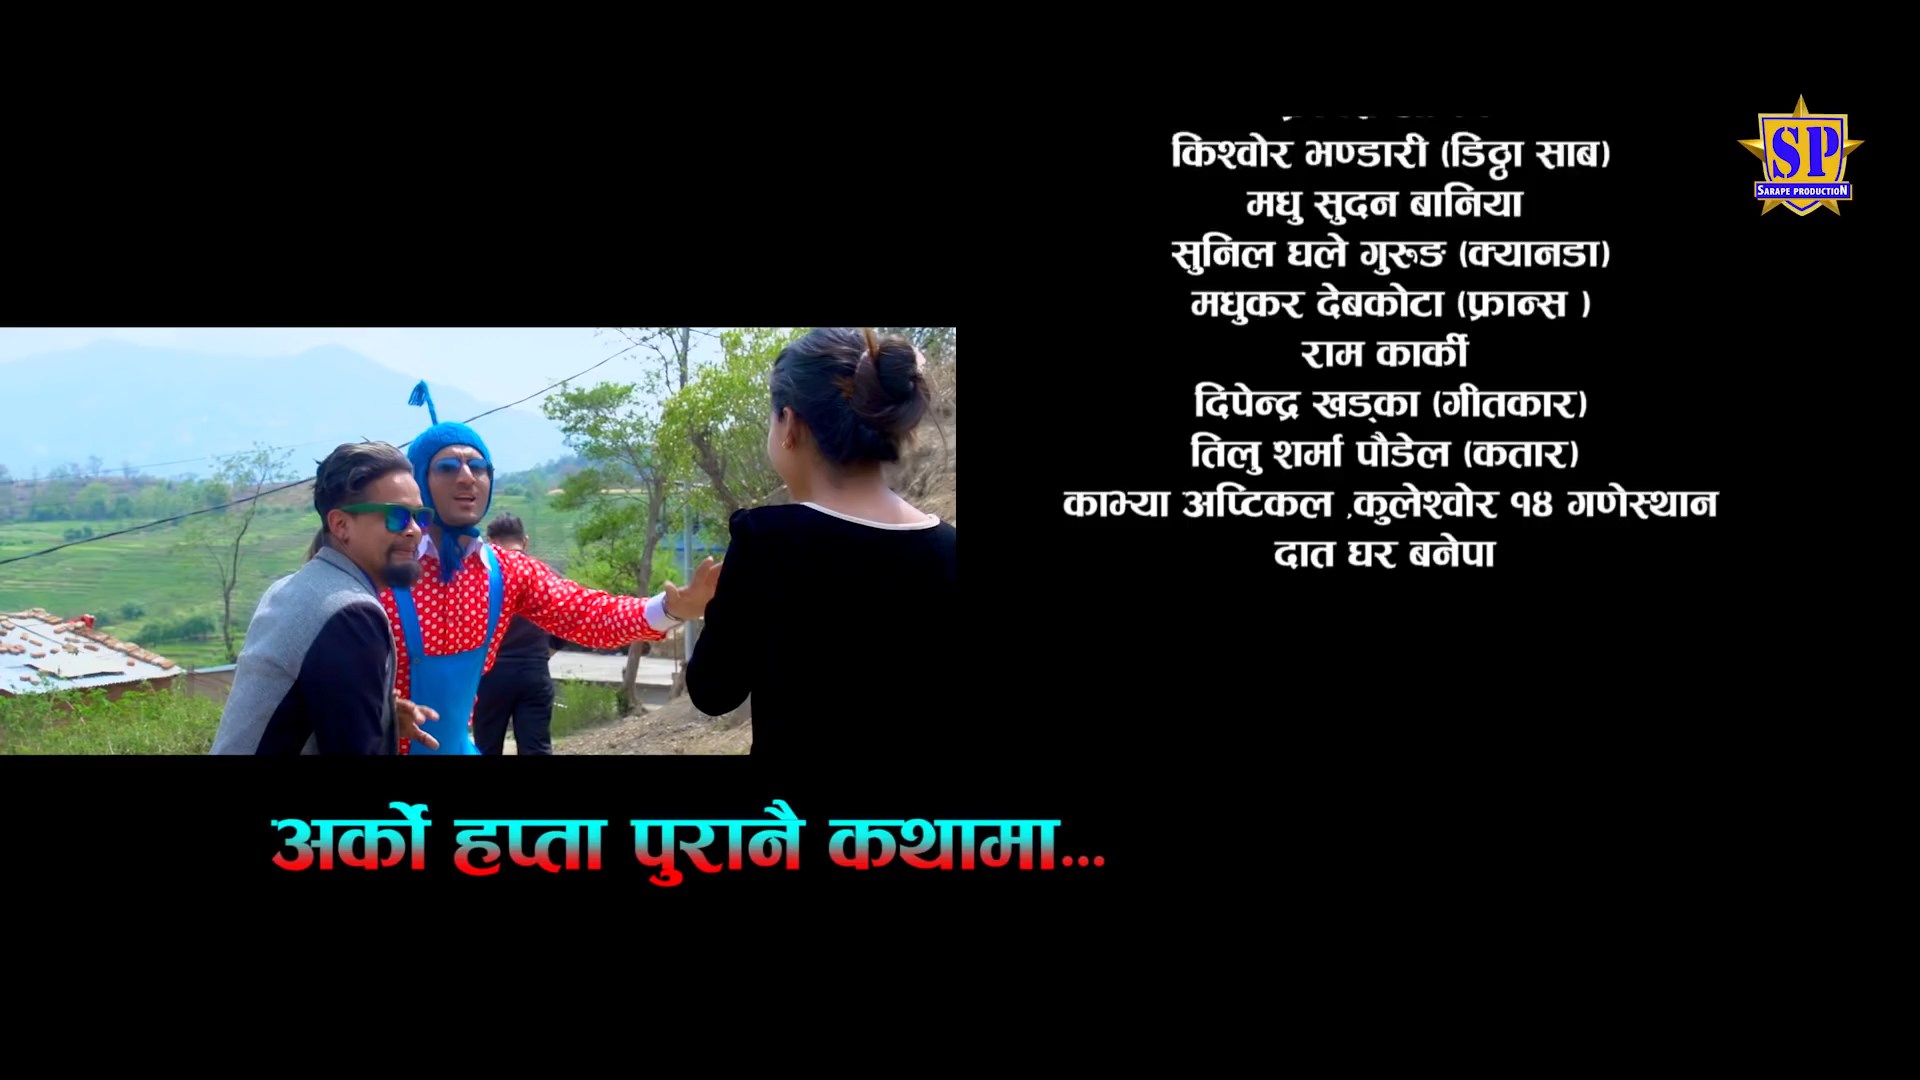 किश्वोर भण्डारी (डिठ्ठा साब)
मधु सुदन बानिया
सुनिल घले गुरुङ (क्यानडा)
मधुकर देबकोटा (फ्रान्स )
राम कार्की
दिपेन्द्र खड्का (गीतकार)
तिलु शर्मा पौडेल (कतार)
काभ्या अप्टिकल ,कुलेश्वोर १४ गणेस्थान
दात घर बनेपा
SP
SARAPE PRODUCTION
अर्को हप्ता पुरानै कथामा...